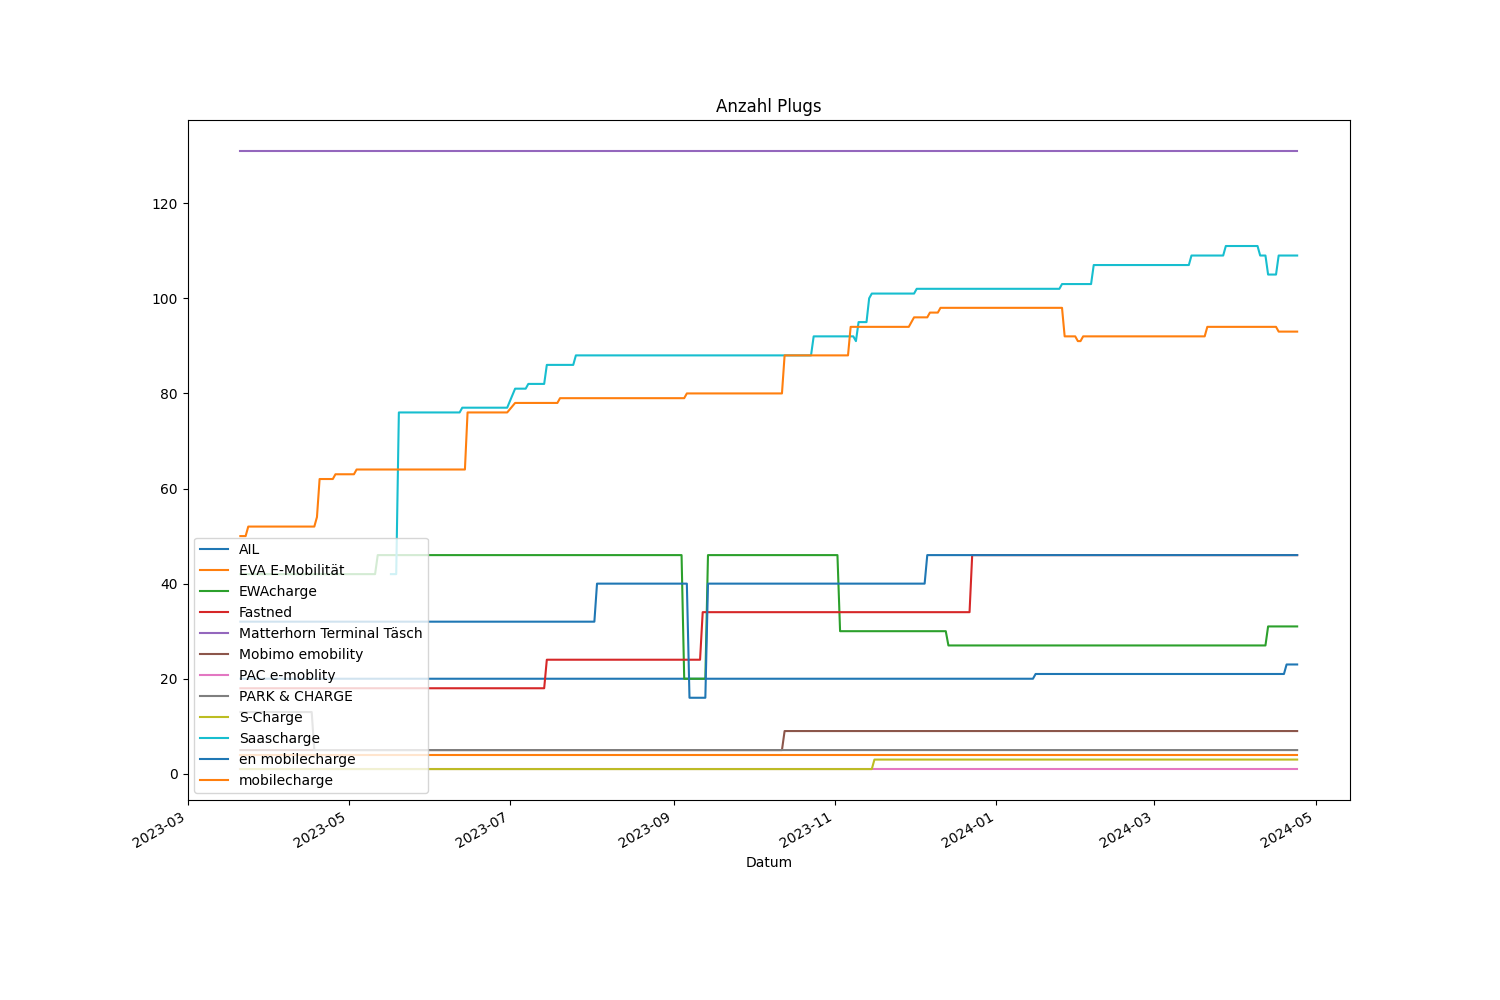 Anzahl Plugs
120
100
80
60
40
20
0
AIL
EVA E-Mobilität
EWAcharge
Fastned
Matterhorn Terminal Täsch
Mobimo emobility
PAC e-moblity
PARK & CHARGE
S-Charge
Saascharge
en mobilecharge
mobilecharge
2023-03
2023-05
2023-07
2023-09
2023-11
2024-01
2024-03
2024-05
Datum